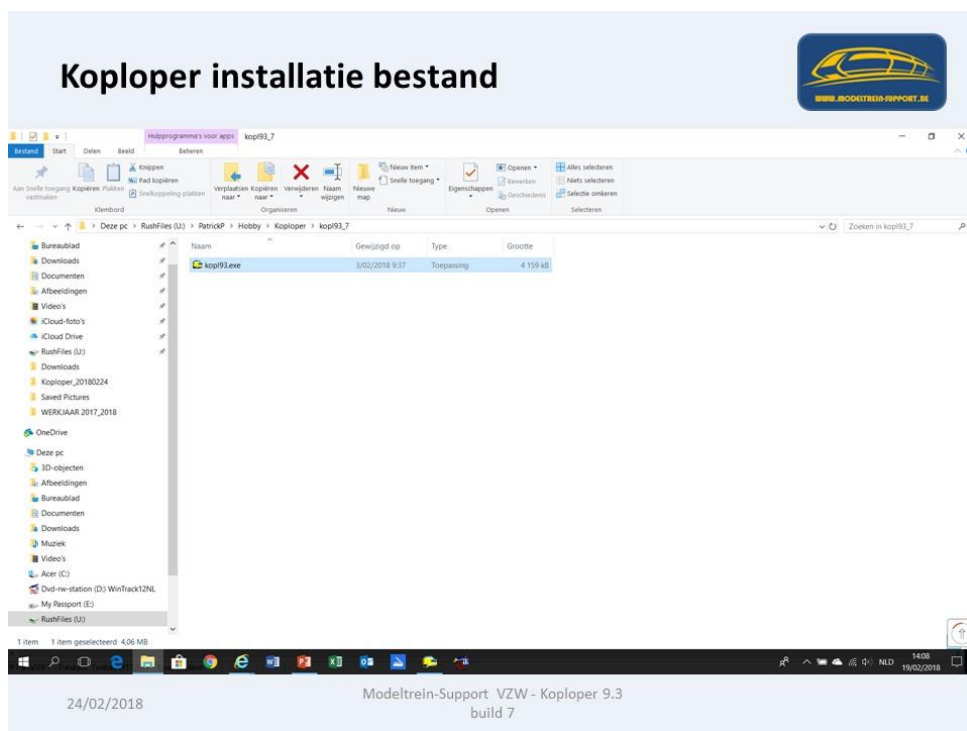 Koploper installatie bestand
WWW.MODELTREIN-SUPPORT.BE
Hulpprogramma's voor apps kopl93_7
Bestand Start Delen Beeld Beheren
Aan Snelle toegang vastmaken
Kopiëren
Plakken
Knippen
Pad kopiëren
Snelkoppeling plakken
Verplaatsen naar
Kopiëren naar
Verwijderen
Naam wijzigen
Nieuwe map
Nieuw item
Snelle toegang
Eigenschappen
Openen
Bewerken
Geschiedenis
Alles selecteren
Niets selecteren
Selectie omkeren
Klembord Organiseren Nieuw Openen Selecteren
> Deze pc > RushFiles (U:) > PatrickP > Hobby > Koploper > kopl93_7
Zoeken in kopl93_7
Naam Gewijzigd op Type Grootte
kopl93.exe 3/02/2018 9:37 Toepassing 4 159 kB
Bureaublad
Downloads
Documenten
Afbeeldingen
Video's
iCloud-foto's
iCloud Drive
RushFiles (U:)
Downloads
Koploper_20180224
Saved Pictures
WERKJAAR 2017_2018
OneDrive
Deze pc
3D-objecten
Afbeeldingen
Bureaublad
Documenten
Downloads
Muziek
Video's
Acer (C:)
Dvd-rw-station (D:) WinTrack12NL
My Passport (E:)
RushFiles (U:)
1 item 1 item geselecteerd 4,06 MB
NLD
14:08
19/02/2018
24/02/2018
Modeltrein-Support VZW - Koploper 9.3
build 7